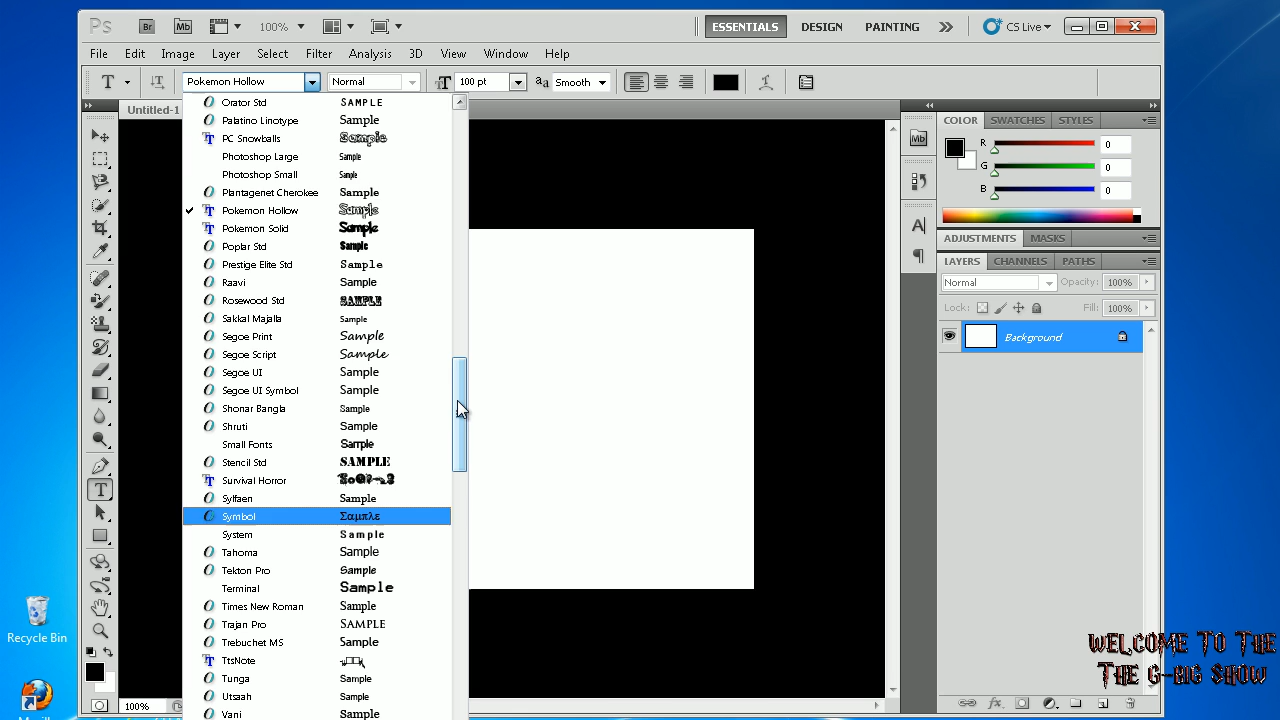 Ps Br Mb 100% ESSENTIALS DESIGN PAINTING CS Live
File Edit Image Layer Select Filter Analysis 3D View Window Help
T Pokemon Hollow Normal 100 pt aa Smooth
Untitled-1
Orator Std SAMPLE
Palatino Linotype Sample
PC Snowballs Sample
Photoshop Large Sample
Photoshop Small Sample
Plantagenet Cherokee Sample
Pokemon Hollow Sample
Pokemon Solid Sample
Poplar Std Sample
Prestige Elite Std Sample
Raavi Sample
Rosewood Std SAMPLE
Sakkal Majalla Sample
Segoe Print Sample
Segoe Script Sample
Segoe UI Sample
Segoe UI Symbol Sample
Shonar Bangla Sample
Shruti Sample
Small Fonts Sample
Stencil Std SAMPLE
Survival Horror
Sylfaen Sample
Symbol Σαμπλε
System Sample
Tahoma Sample
Tekton Pro Sample
Terminal Sample
Times New Roman Sample
Trajan Pro SAMPLE
Trebuchet MS Sample
TtsNote
Tunga Sample
Utsaah Sample
Vani Sample
100%
Mb
A
COLOR SWATCHES STYLES
R 0
G 0
B 0
ADJUSTMENTS MASKS
LAYERS CHANNELS PATHS
Normal Opacity: 100%
Lock: Fill: 100%
Background
fx
Recycle Bin
WELCOME TO THE
THE G-BIG SHOW